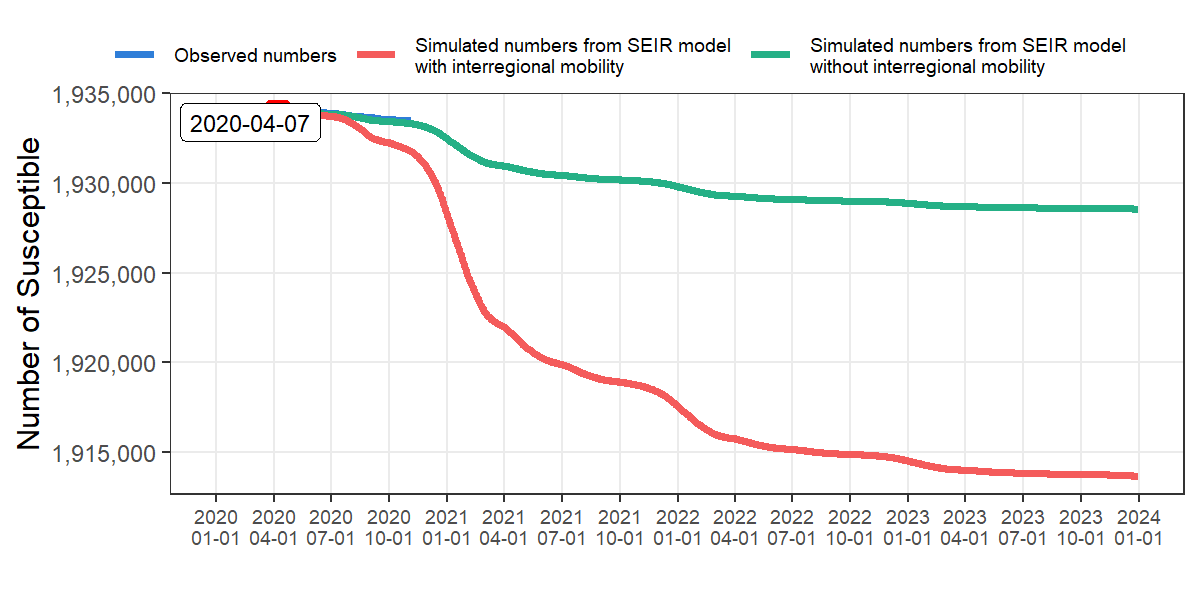 Observed numbers
Simulated numbers from SEIR model
with interregional mobility
Simulated numbers from SEIR model
without interregional mobility
Number of Susceptible
1,935,000
1,930,000
1,925,000
1,920,000
1,915,000
2020-04-07
2020 2020 2020 2020 2021 2021 2021 2021 2022 2022 2022 2022 2023 2023 2023 2023 2024
01-01 04-01 07-01 10-01 01-01 04-01 07-01 10-01 01-01 04-01 07-01 10-01 01-01 04-01 07-01 10-01 01-01